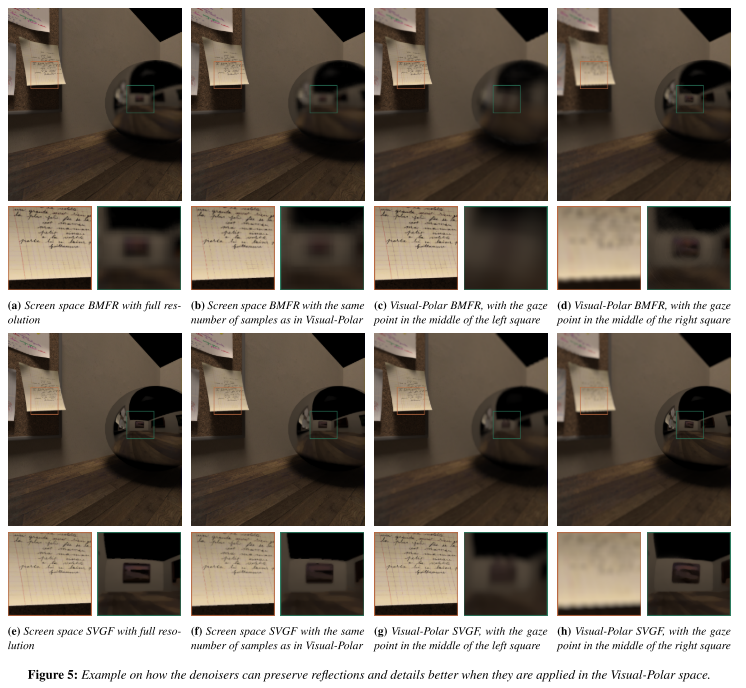 (a) Screen space BMFR with full res-
olution
(b) Screen space BMFR with the same
number of samples as in Visual-Polar
(c) Visual-Polar BMFR, with the gaze
point in the middle of the left square
(d) Visual-Polar BMFR, with the gaze
point in the middle of the right square
(e) Screen space SVGF with full reso-
lution
(f) Screen space SVGF with the same
number of samples as in Visual-Polar
(g) Visual-Polar SVGF, with the gaze
point in the middle of the left square
(h) Visual-Polar SVGF, with the gaze
point in the middle of the right square
Figure 5: Example on how the denoisers can preserve reflections and details better when they are applied in the Visual-Polar space.